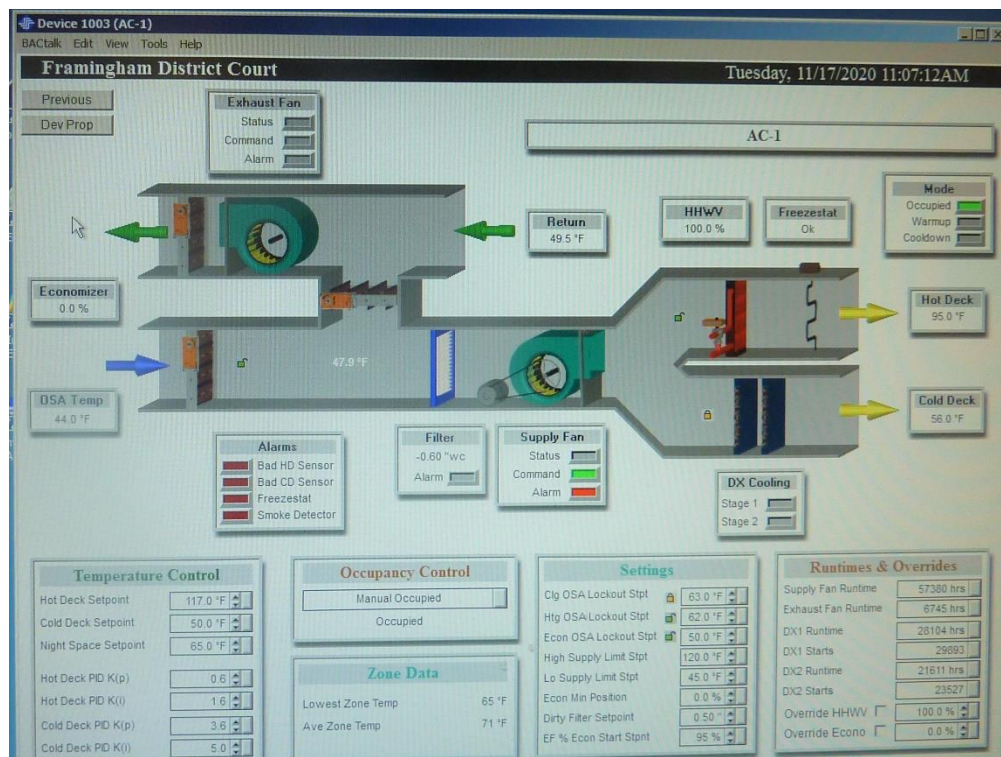 Device 1003 (AC-1)
BACtalk Edit View Tools Help
Framingham District Court
Tuesday, 11/17/2020 11:07:12AM
Previous
Dev Prop
Exhaust Fan
Status
Command
Alarm
AC-1
Mode
Occupied
Warmup
Cooldown
Return
49.5 °F
HHWV
100.0 %
Freezestat
Ok
Economizer
0.0 %
Hot Deck
95.0 °F
47.9 °F
OSA Temp
44.0 °F
Cold Deck
56.0 °F
Alarms
Bad HD Sensor
Bad CD Sensor
Freezestat
Smoke Detector
Filter
-0.60 "wc
Alarm
Supply Fan
Status
Command
Alarm
DX Cooling
Stage 1
Stage 2
Temperature Control
Hot Deck Setpoint 117.0 °F
Cold Deck Setpoint 50.0 °F
Night Space Setpoint 65.0 °F
Hot Deck PID K(p) 0.6
Hot Deck PID K(i) 1.6
Cold Deck PID K(p) 3.6
Cold Deck PID K(i) 5.0
Occupancy Control
Manual Occupied
Occupied
Zone Data
Lowest Zone Temp 65 °F
Ave Zone Temp 71 °F
Settings
Clg OSA Lockout Stpt 63.0 °F
Htg OSA Lockout Stpt 62.0 °F
Econ OSA Lockout Stpt 50.0 °F
High Supply Limit Stpt 120.0 °F
Lo Supply Limit Stpt 45.0 °F
Econ Min Position 0.0 %
Dirty Filter Setpoint 0.50 "
EF % Econ Start Stpnt 95 %
Runtimes & Overrides
Supply Fan Runtime 57380 hrs
Exhaust Fan Runtime 6745 hrs
DX1 Runtime 28104 hrs
DX1 Starts 29893
DX2 Runtime 21611 hrs
DX2 Starts 23527
Override HHWV 100.0 %
Override Econo 0.0 %